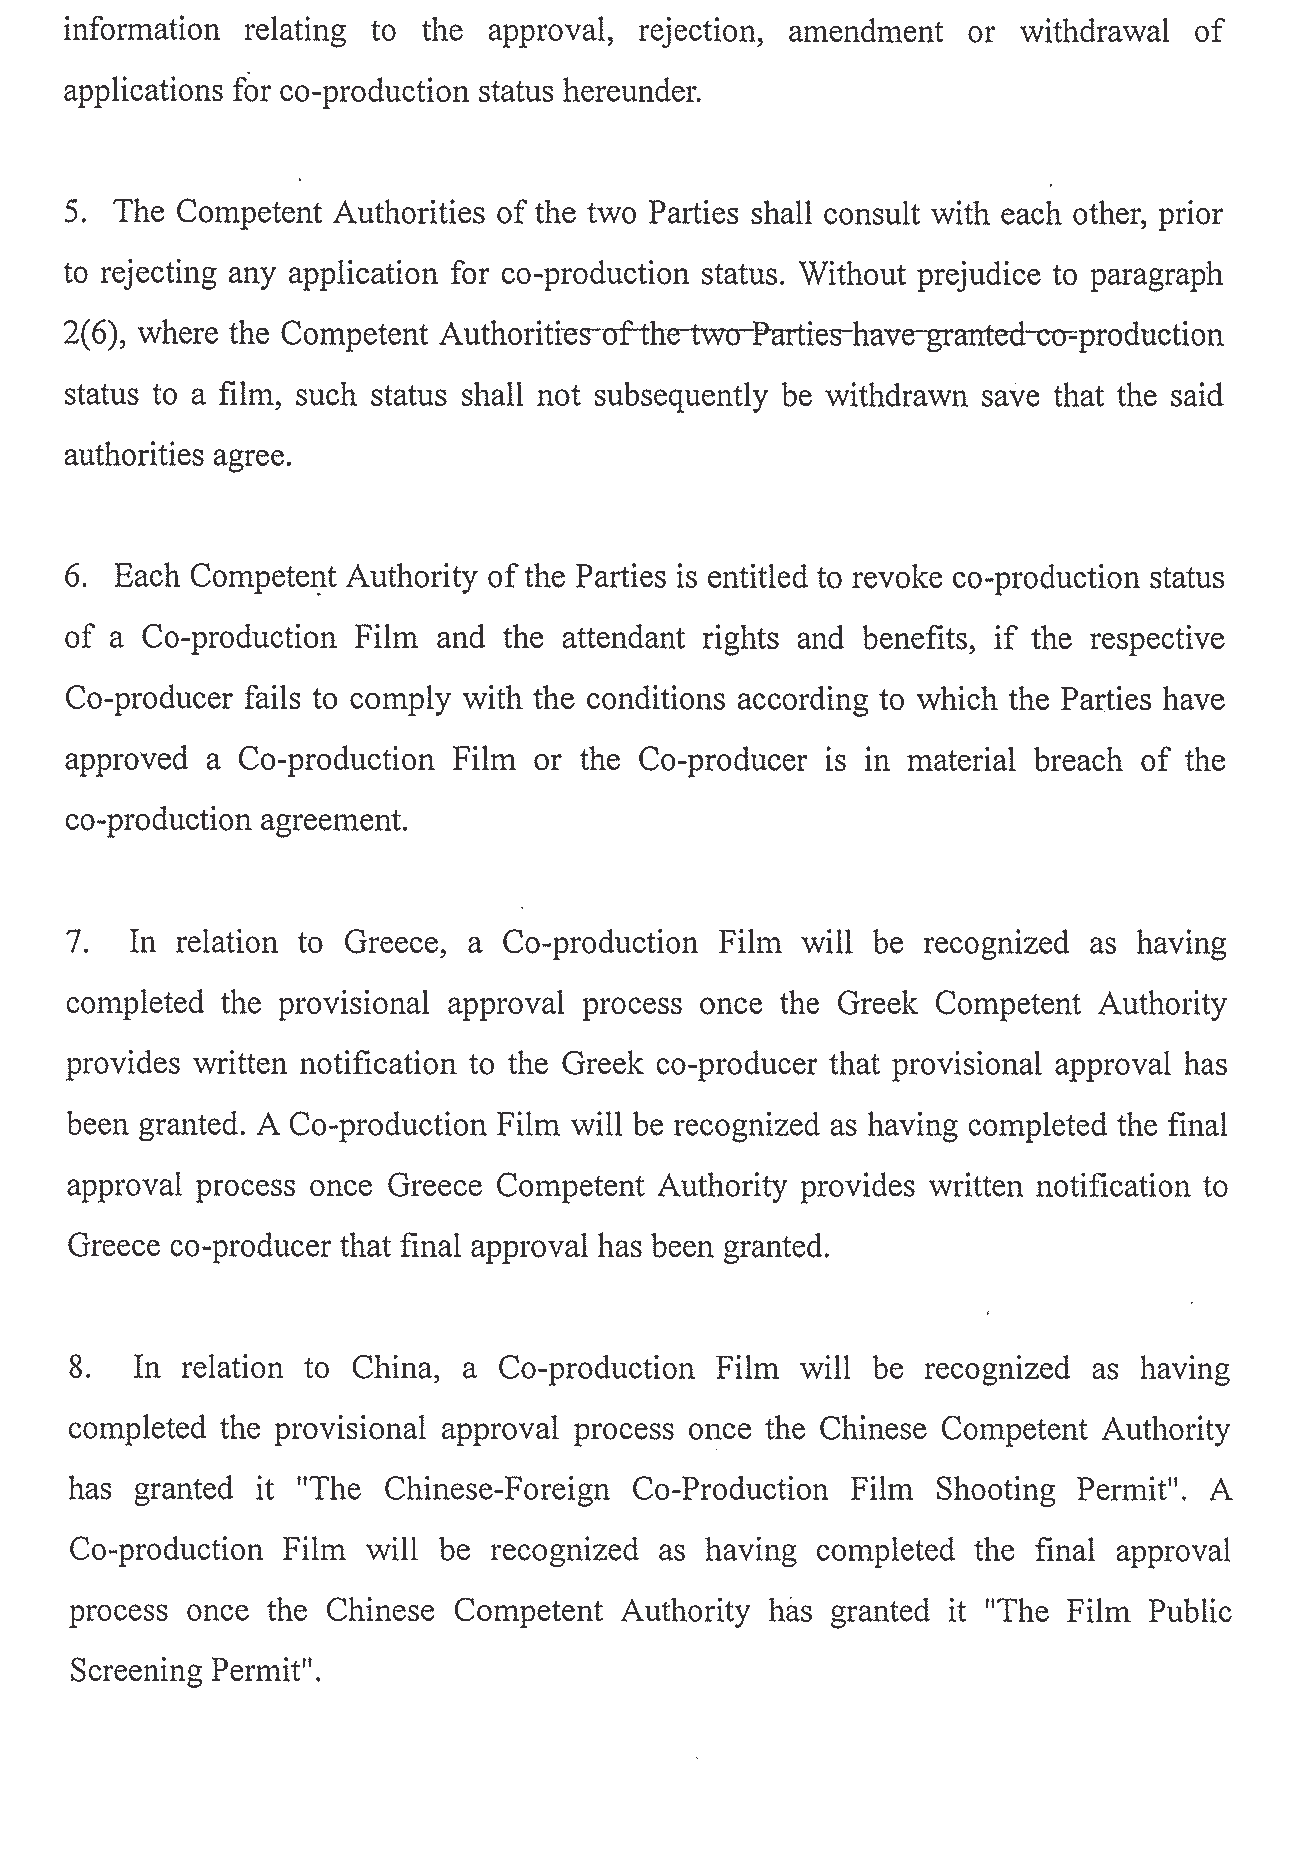 information relating to the approval, rejection, amendment or withdrawal of
applications for co-production status hereunder.
5. The Competent Authorities of the two Parties shall consult with each other, prior
to rejecting any application for co-production status. Without prejudice to paragraph
2(6), where the Competent Authorities of the two Parties have granted co-production
status to a film, such status shall not subsequently be withdrawn save that the said
authorities agree.
6. Each Competent Authority of the Parties is entitled to revoke co-production status
of a Co-production Film and the attendant rights and benefits, if the respective
Co-producer fails to comply with the conditions according to which the Parties have
approved a Co-production Film or the Co-producer is in material breach of the
co-production agreement.
7. In relation to Greece, a Co-production Film will be recognized as having
completed the provisional approval process once the Greek Competent Authority
provides written notification to the Greek co-producer that provisional approval has
been granted. A Co-production Film will be recognized as having completed the final
approval process once Greece Competent Authority provides written notification to
Greece co-producer that final approval has been granted.
8. In relation to China, a Co-production Film will be recognized as having
completed the provisional approval process once the Chinese Competent Authority
has granted it "The Chinese-Foreign Co-Production Film Shooting Permit". A
Co-production Film will be recognized as having completed the final approval
process once the Chinese Competent Authority has granted it "The Film Public
Screening Permit".